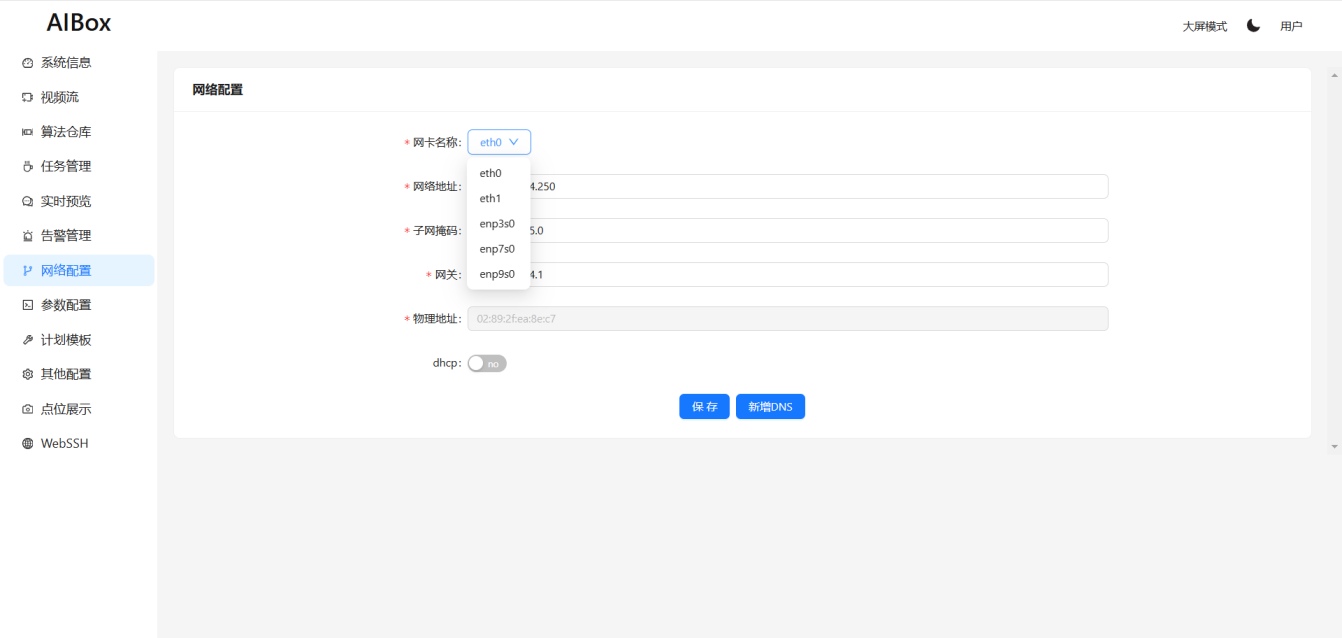 AIBox
大屏模式 用户
系统信息
视频流
算法仓库
任务管理
实时预览
告警管理
网络配置
参数配置
计划模板
其他配置
点位展示
WebSSH
网络配置
* 网卡名称: eth0
eth0
eth1
enp3s0
enp7s0
enp9s0
* 网络地址: 4.250
* 子网掩码: 5.0
* 网关: 4.1
* 物理地址: 02:89:2f:ea:8e:c7
dhcp: no
保 存 新增DNS